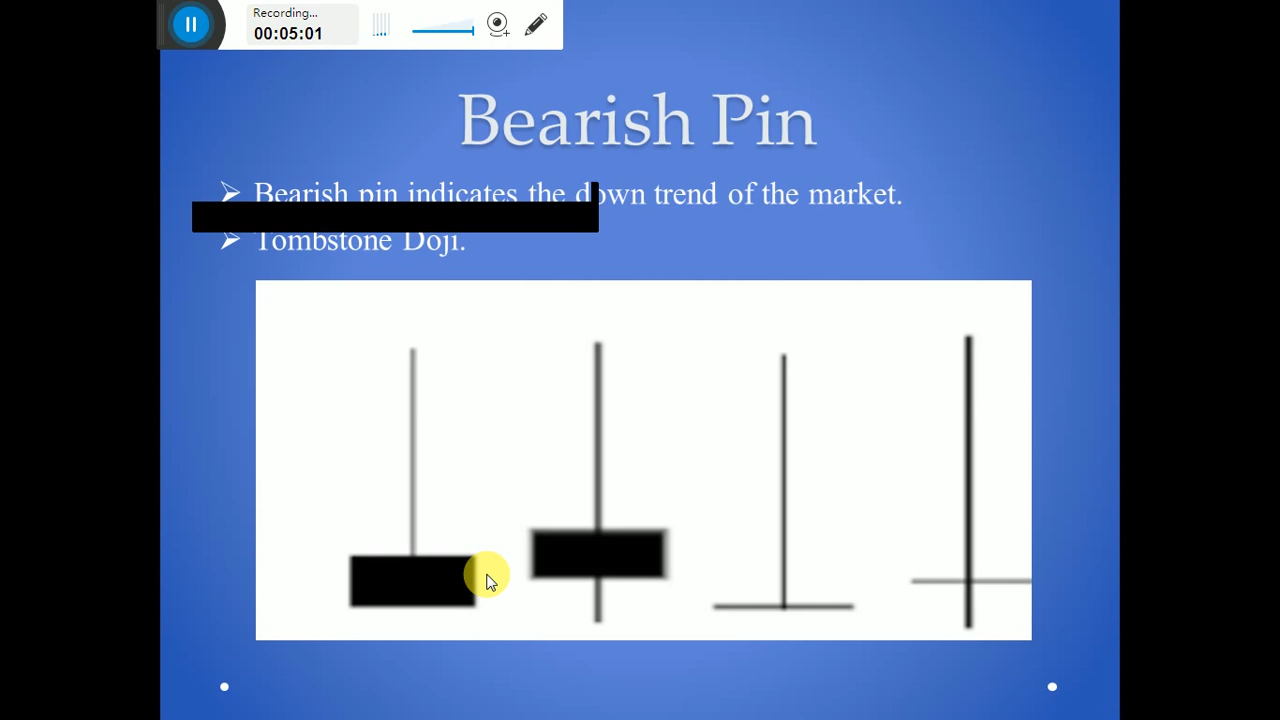 Recording...
00:05:01
Bearish Pin
Bearish pin indicates the down trend of the market.
Tombstone Doji.